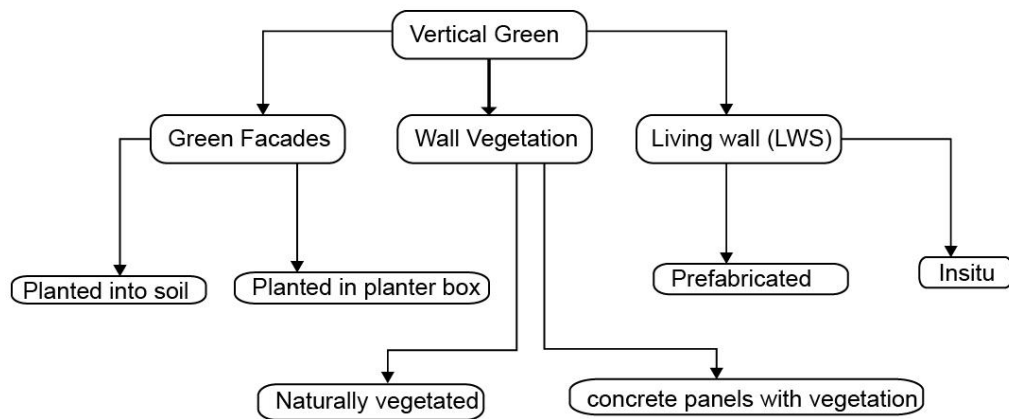 Vertical Green
Green Facades
Wall Vegetation
Living wall (LWS)
Planted into soil
Planted in planter box
Prefabricated
Insitu
Naturally vegetated
concrete panels with vegetation